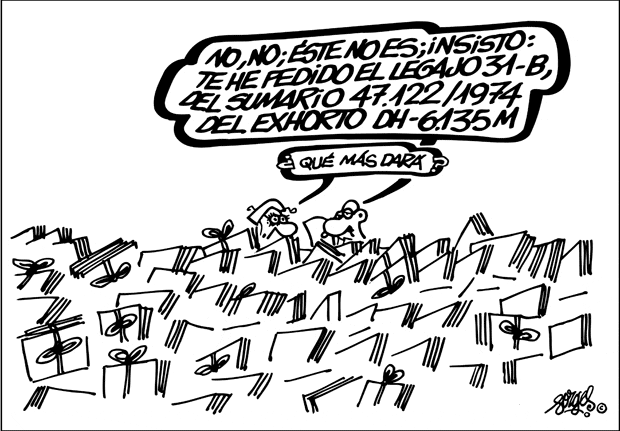 NO, NO; ÉSTE NO ES; ¡INSISTO:
TE HE PEDIDO EL LEGAJO 31-B,
DEL SUMARIO 47.122/1974
DEL EXHORTO DH-6.135 M
QUÉ MÁS DARÁ
Forges ©